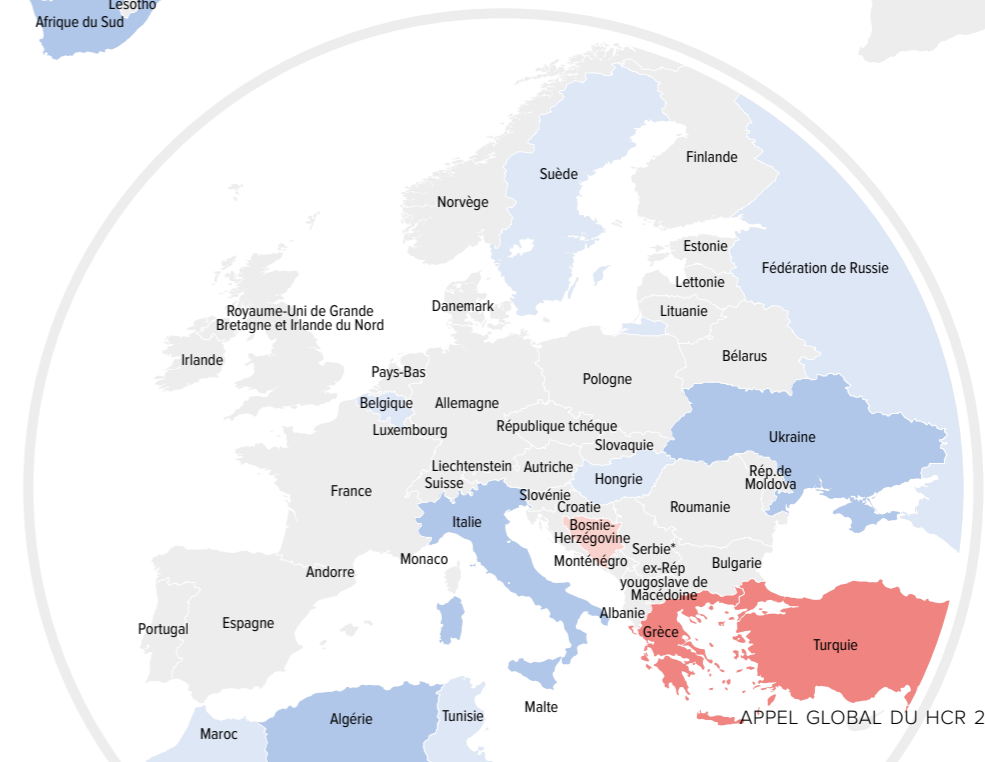 Lesotho
Afrique du Sud
Finlande
Suède
Norvège
Estonie
Fédération de Russie
Lettonie
Danemark
Royaume-Uni de Grande
Bretagne et Irlande du Nord
Lituanie
Irlande
Bélarus
Pays-Bas
Pologne
Belgique
Allemagne
Luxembourg
République tchéque
Ukraine
Slovaquie
Liechtenstein
Autriche
Rép.de
Moldova
Suisse
Hongrie
France
Slovénie
Croatie
Roumanie
Italie
Bosnie-
Herzégovine
Serbie*
Monaco
Monténégro
Bulgarie
Andorre
ex-Rép
yougoslave de
Macédoine
Albanie
Portugal
Espagne
Grèce
Turquie
Malte
Algérie
Tunisie
Maroc
APPEL GLOBAL DU HCR 2